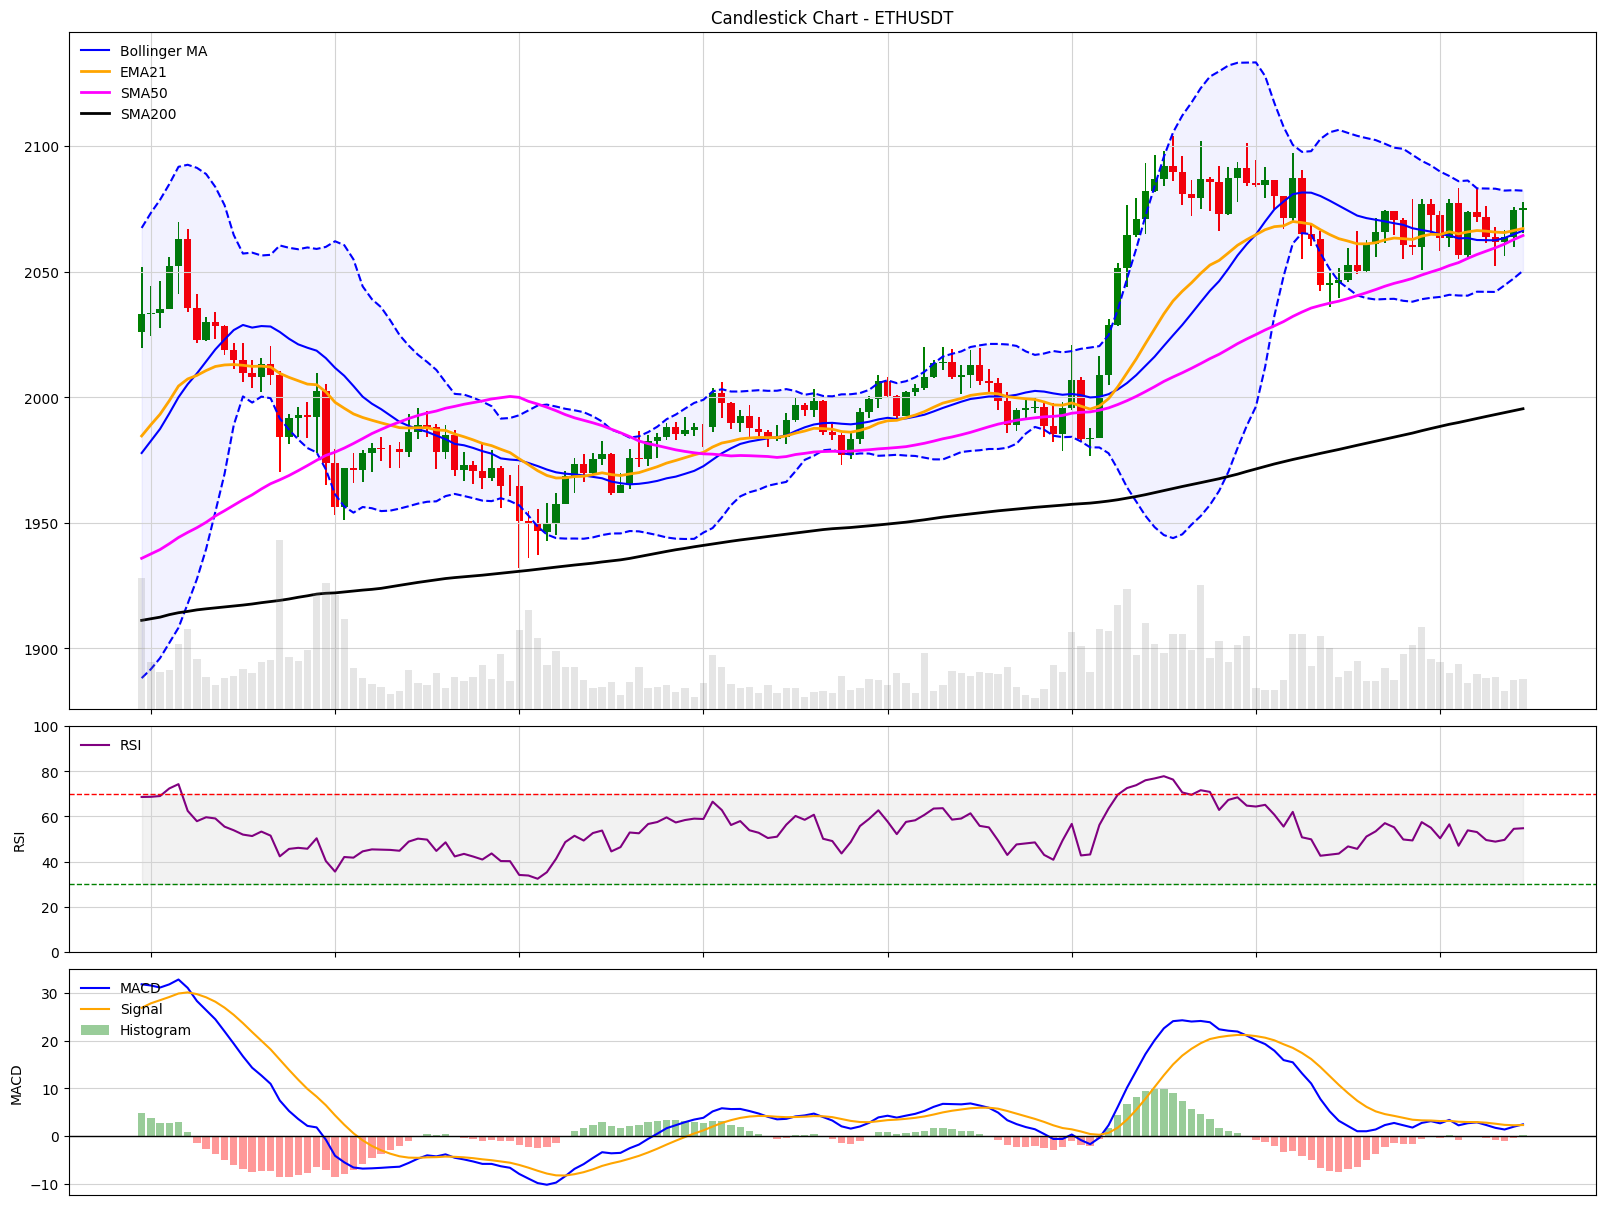 Candlestick Chart - ETHUSDT
Bollinger MA
EMA21
SMA50
SMA200
2100
2050
2000
1950
1900
RSI
100
80
60
40
20
0
RSI
MACD
Signal
Histogram
30
20
10
0
−10
MACD